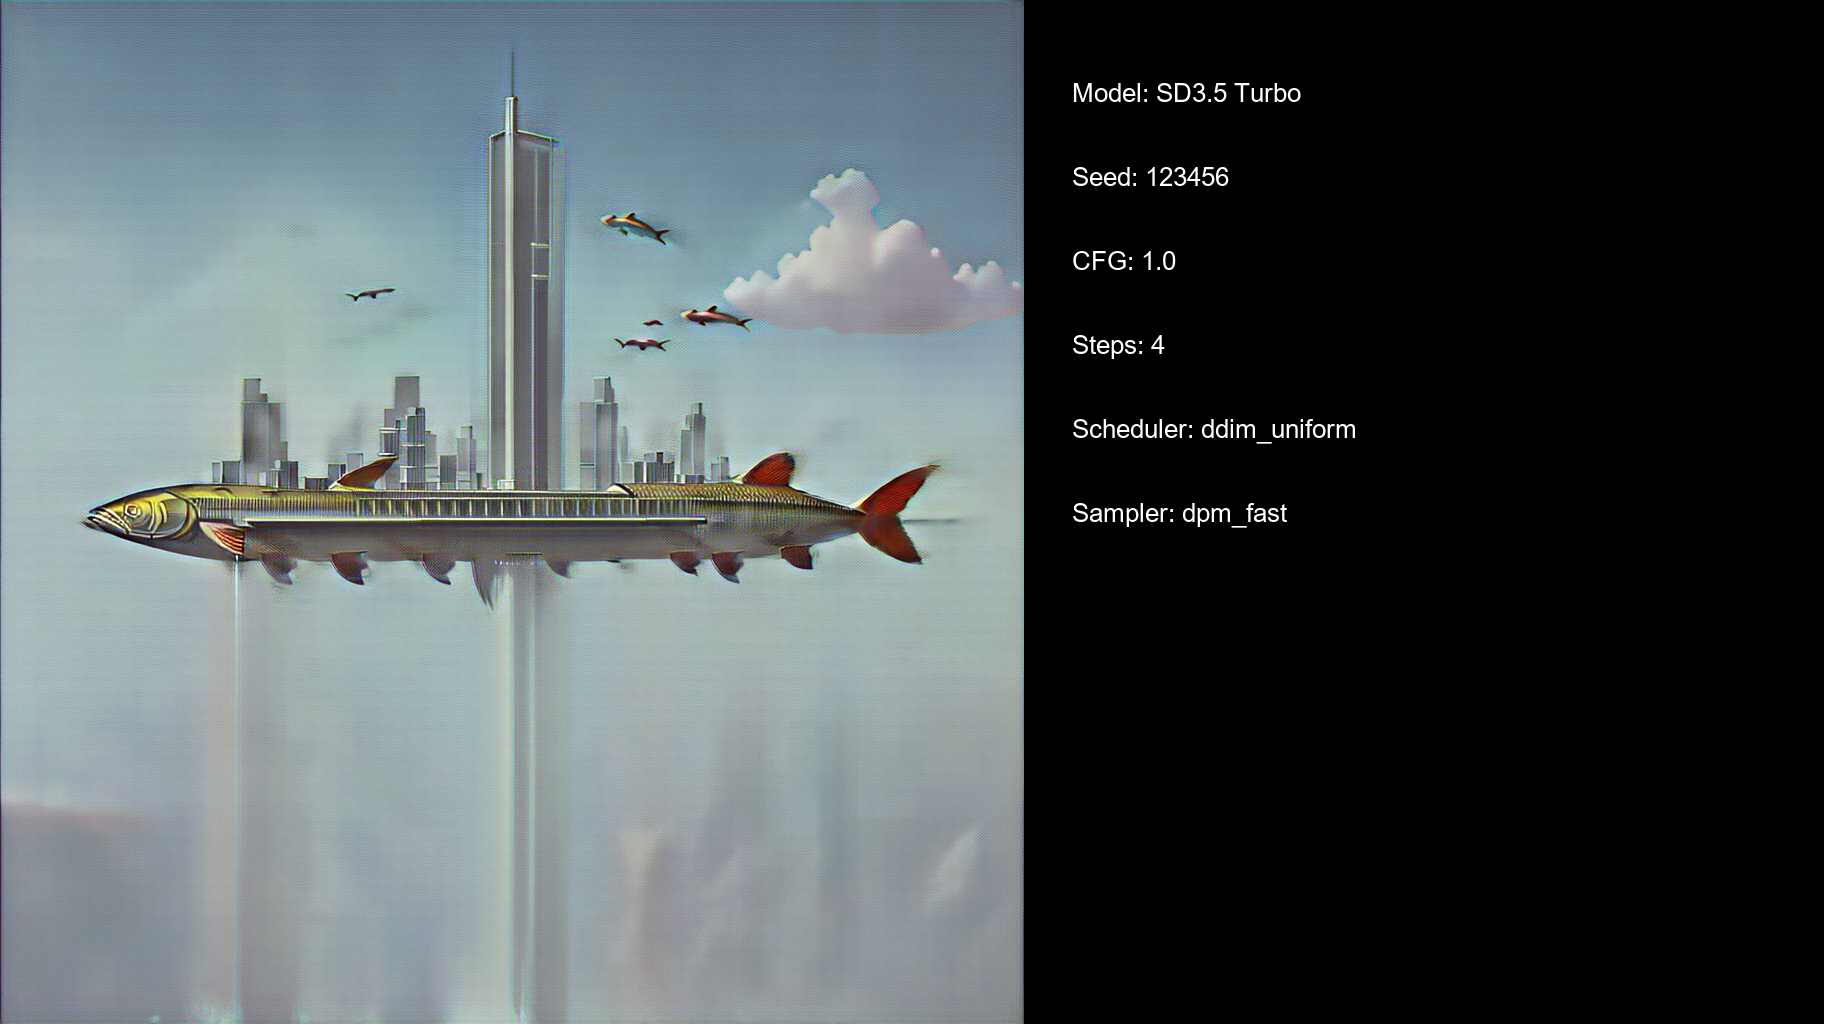 Model: SD3.5 Turbo
Seed: 123456
CFG: 1.0
Steps: 4
Scheduler: ddim_uniform
Sampler: dpm_fast